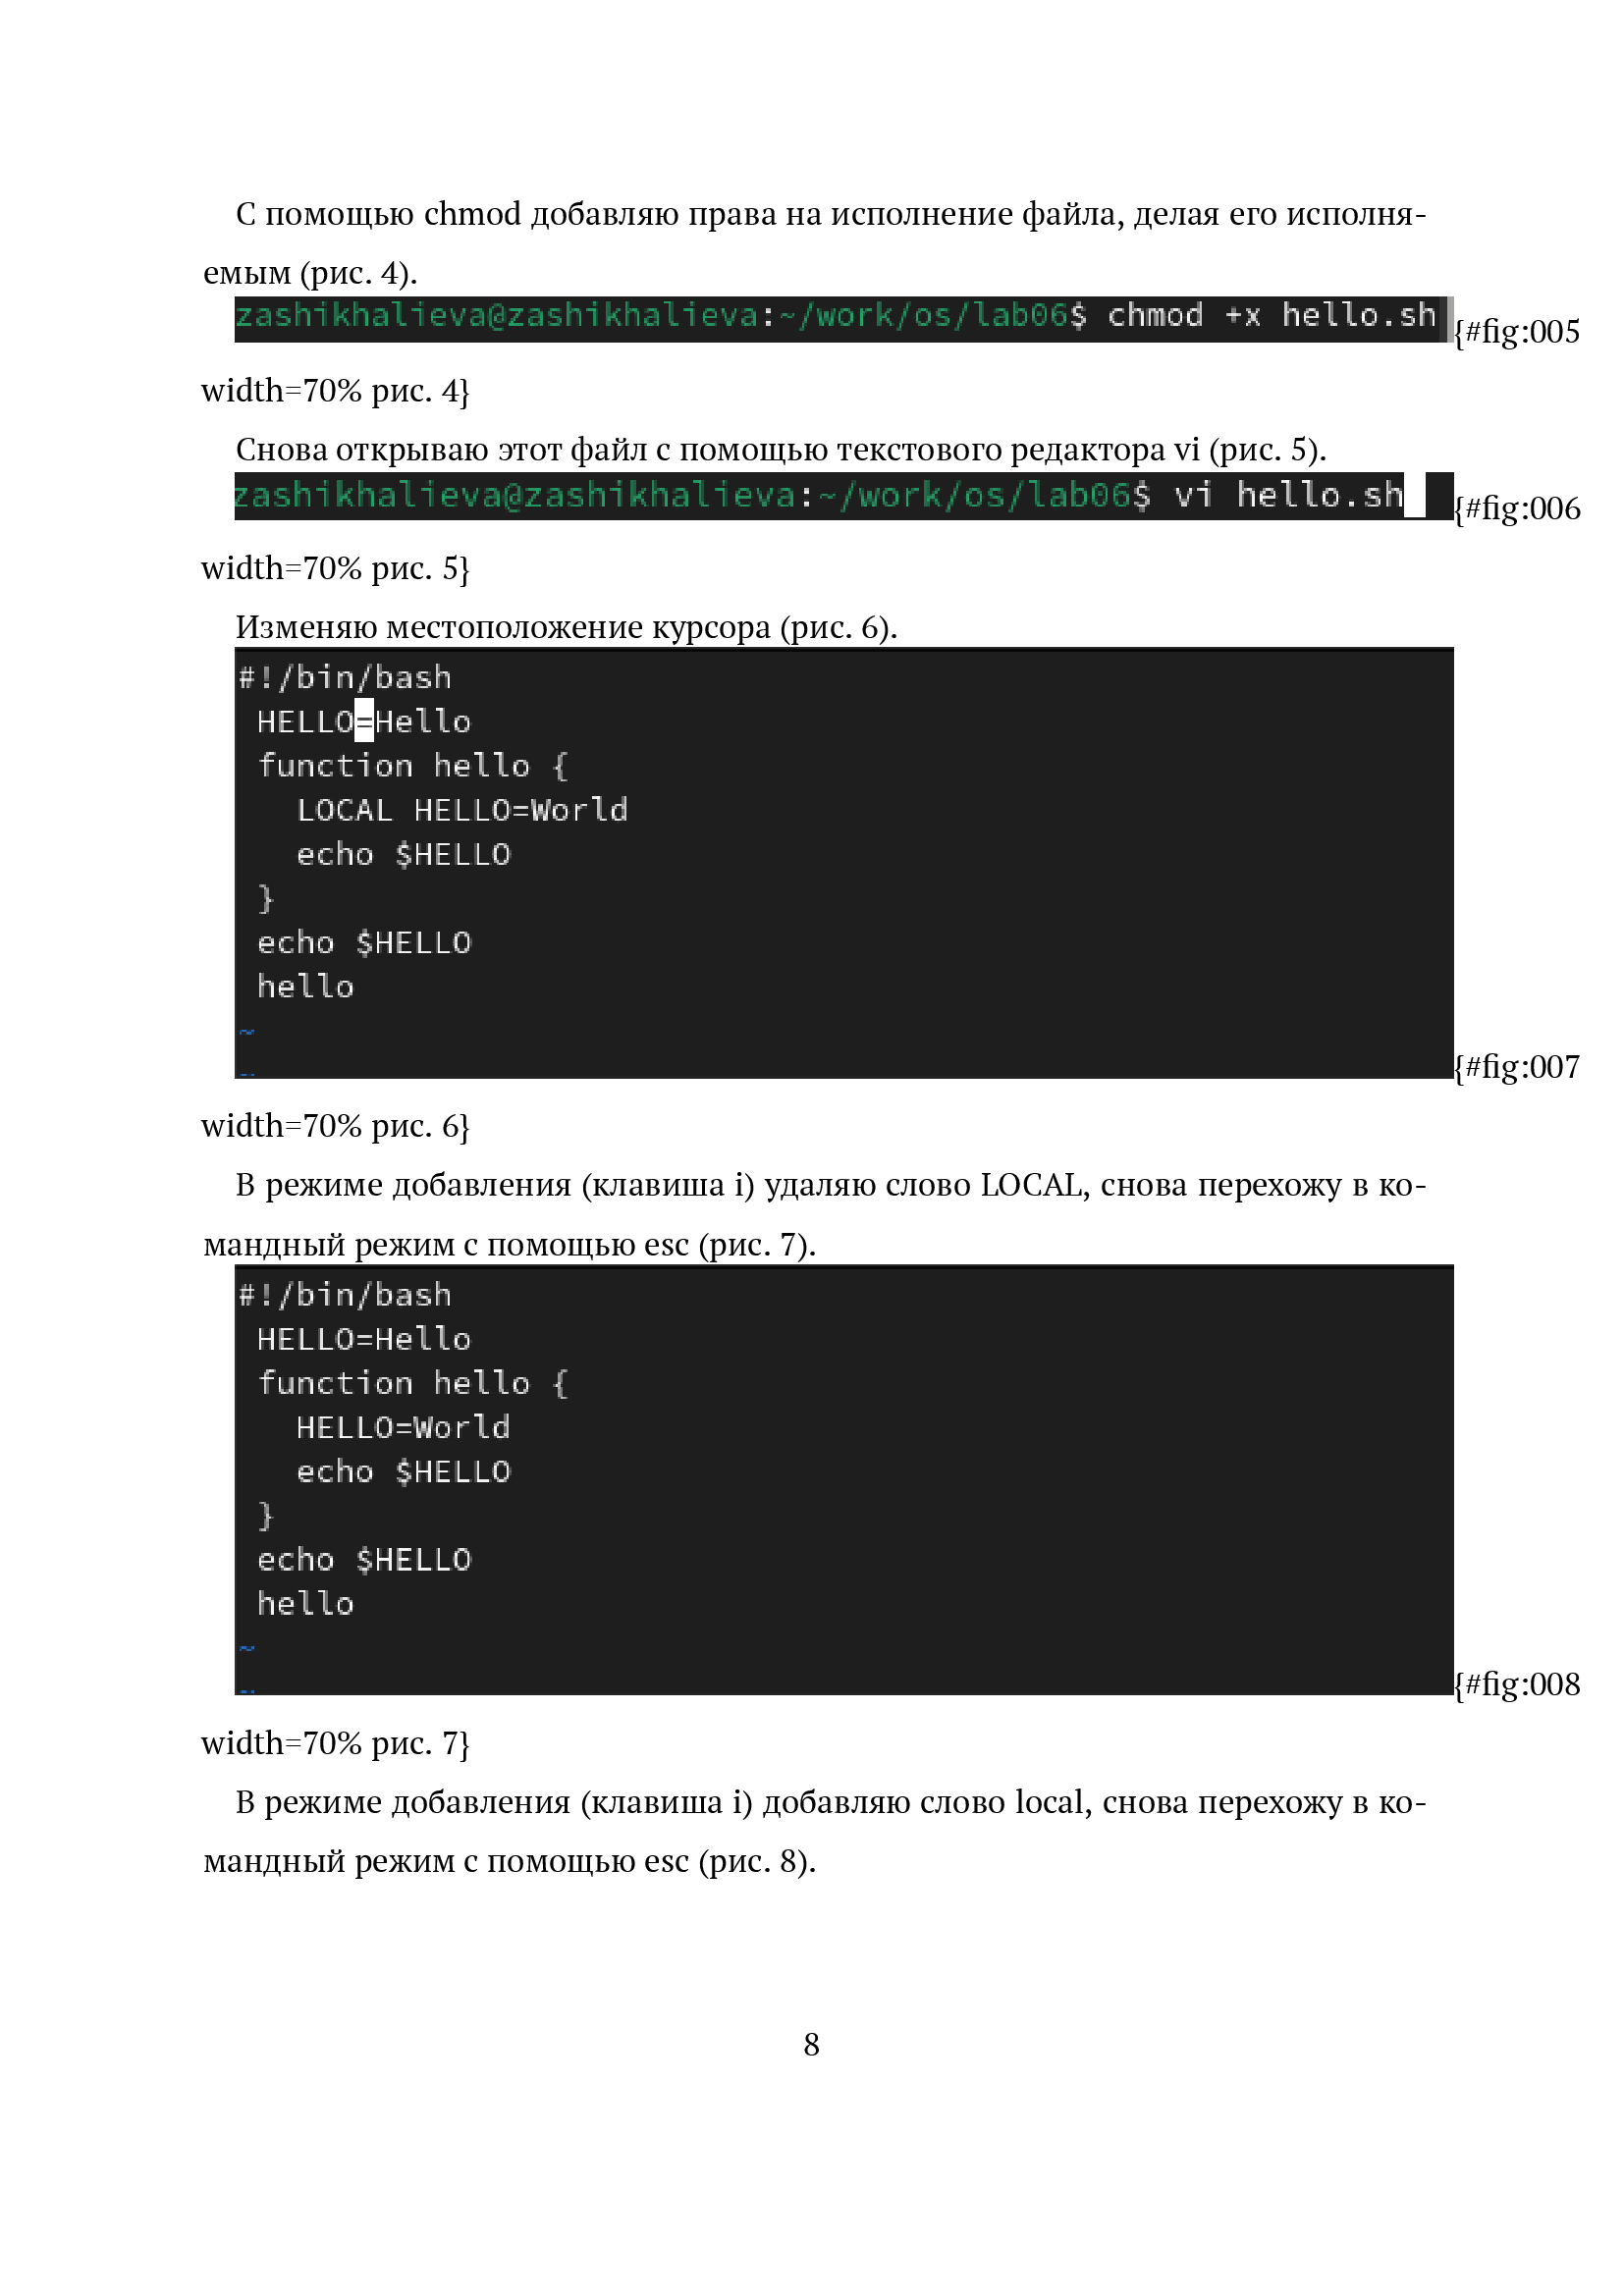 С помощью chmod добавляю права на исполнение файла, делая его исполня-
емым (рис. 4).
zashikhalieva@zashikhalieva:~/work/os/lab06$ chmod +x hello.sh {#fig:005
width=70% рис. 4}
Снова открываю этот файл с помощью текстового редактора vi (рис. 5).
zashikhalieva@zashikhalieva:~/work/os/lab06$ vi hello.sh {#fig:006
width=70% рис. 5}
Изменяю местоположение курсора (рис. 6).
#!/bin/bash
 HELLO=Hello
 function hello {
   LOCAL HELLO=World
   echo $HELLO
 }
 echo $HELLO
 hello
~
~ {#fig:007
width=70% рис. 6}
В режиме добавления (клавиша i) удаляю слово LOCAL, снова перехожу в ко-
мандный режим с помощью esc (рис. 7).
#!/bin/bash
 HELLO=Hello
 function hello {
   HELLO=World
   echo $HELLO
 }
 echo $HELLO
 hello
~
~ {#fig:008
width=70% рис. 7}
В режиме добавления (клавиша i) добавляю слово local, снова перехожу в ко-
мандный режим с помощью esc (рис. 8).
8